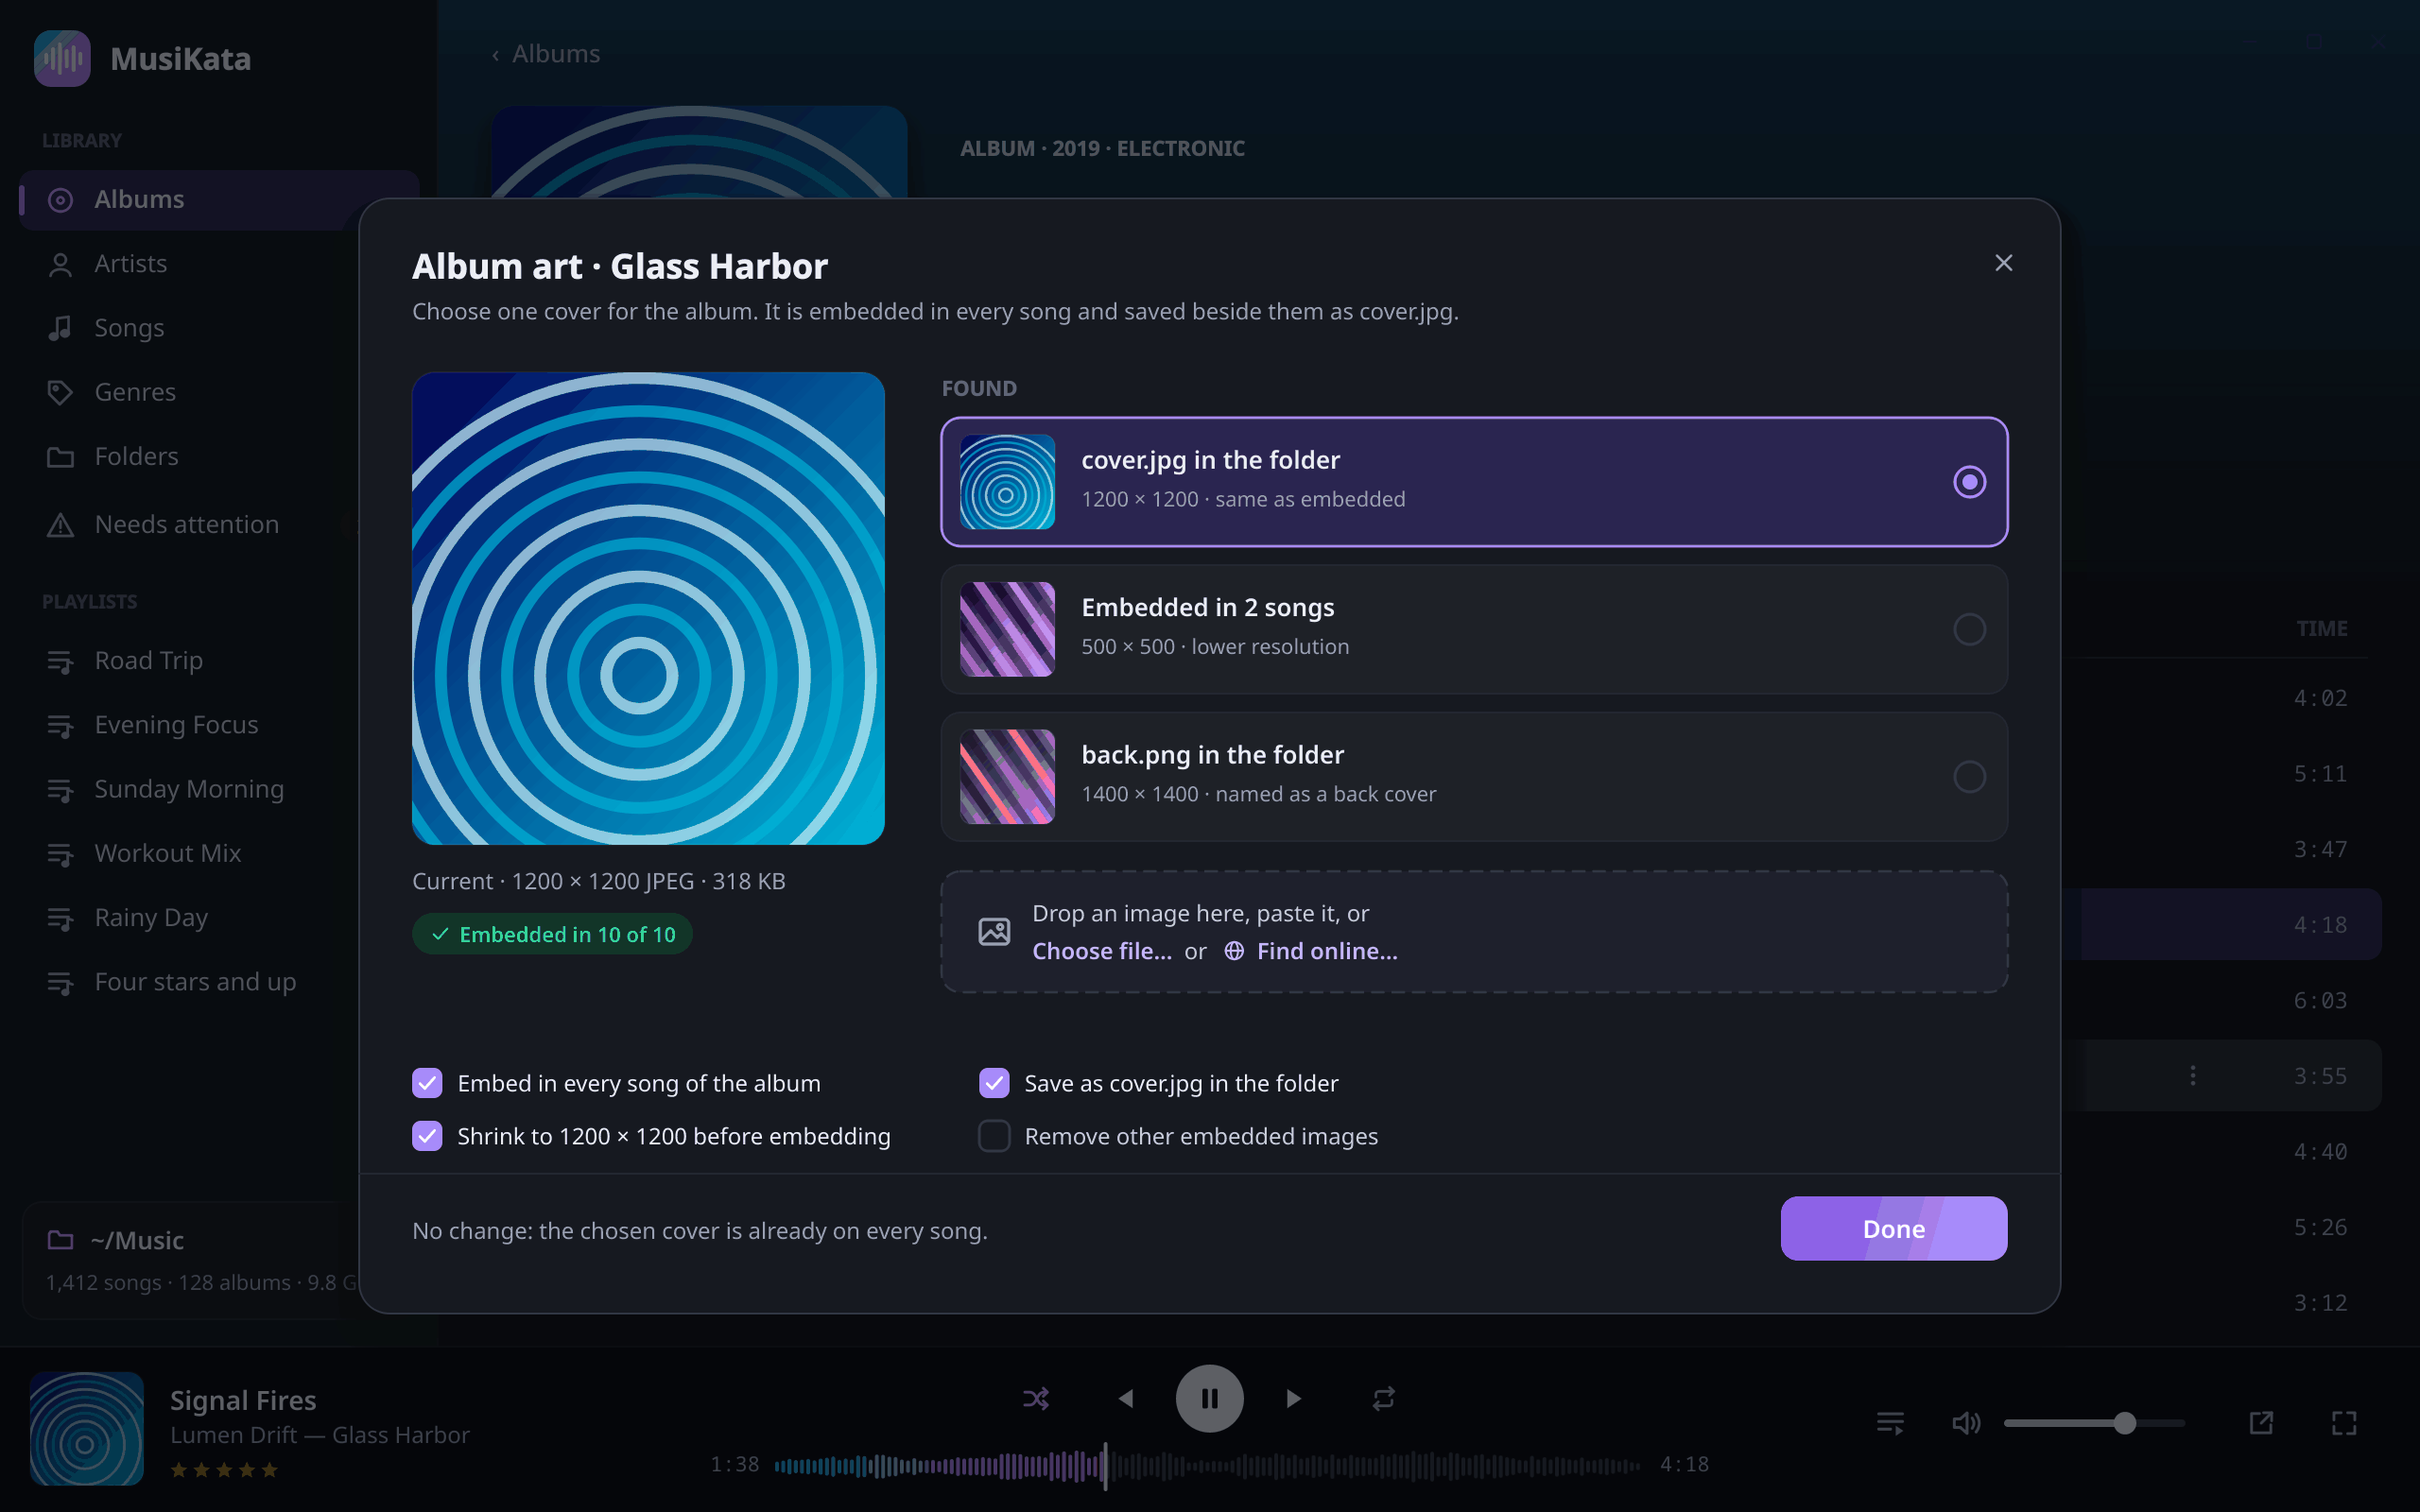 MusiKata
LIBRARY
Albums
Artists
Songs
Genres
Folders
Needs attention
PLAYLISTS
Road Trip
Evening Focus
Sunday Morning
Workout Mix
Rainy Day
Four stars and up
~/Music
1,412 songs · 128 albums · 9.8
‹ Albums
ALBUM · 2019 · ELECTRONIC
Album art · Glass Harbor
Choose one cover for the album. It is embedded in every song and saved beside them as cover.jpg.
Current · 1200 × 1200 JPEG · 318 KB
Embedded in 10 of 10
FOUND
cover.jpg in the folder
1200 × 1200 · same as embedded
Embedded in 2 songs
500 × 500 · lower resolution
back.png in the folder
1400 × 1400 · named as a back cover
Drop an image here, paste it, or
Choose file... or Find online...
Embed in every song of the album
Save as cover.jpg in the folder
Shrink to 1200 × 1200 before embedding
Remove other embedded images
No change: the chosen cover is already on every song.
Done
TIME
4:02
5:11
3:47
4:18
6:03
3:55
4:40
5:26
3:12
Signal Fires
Lumen Drift — Glass Harbor
1:38
4:18